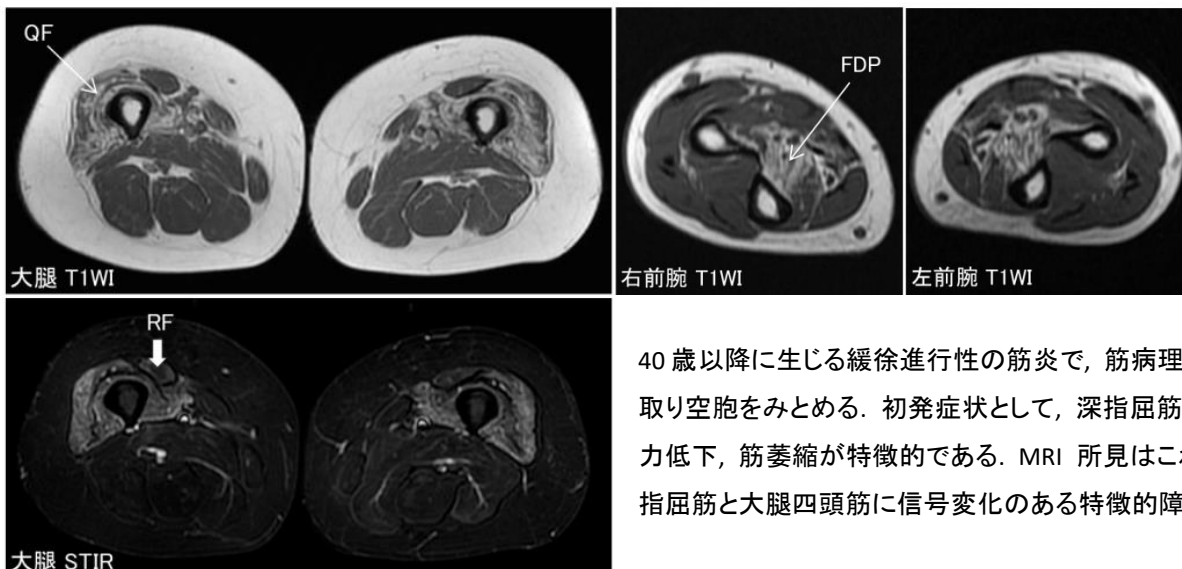 QF
FDP
大腿 T1WI
右前腕 T1WI
左前腕 T1WI
RF
大腿 STIR
40 歳以降に生じる緩徐進行性の筋炎で, 筋病理
取り空胞をみとめる. 初発症状として, 深指屈筋
力低下, 筋萎縮が特徴的である. MRI 所見はこ
指屈筋と大腿四頭筋に信号変化のある特徴的障